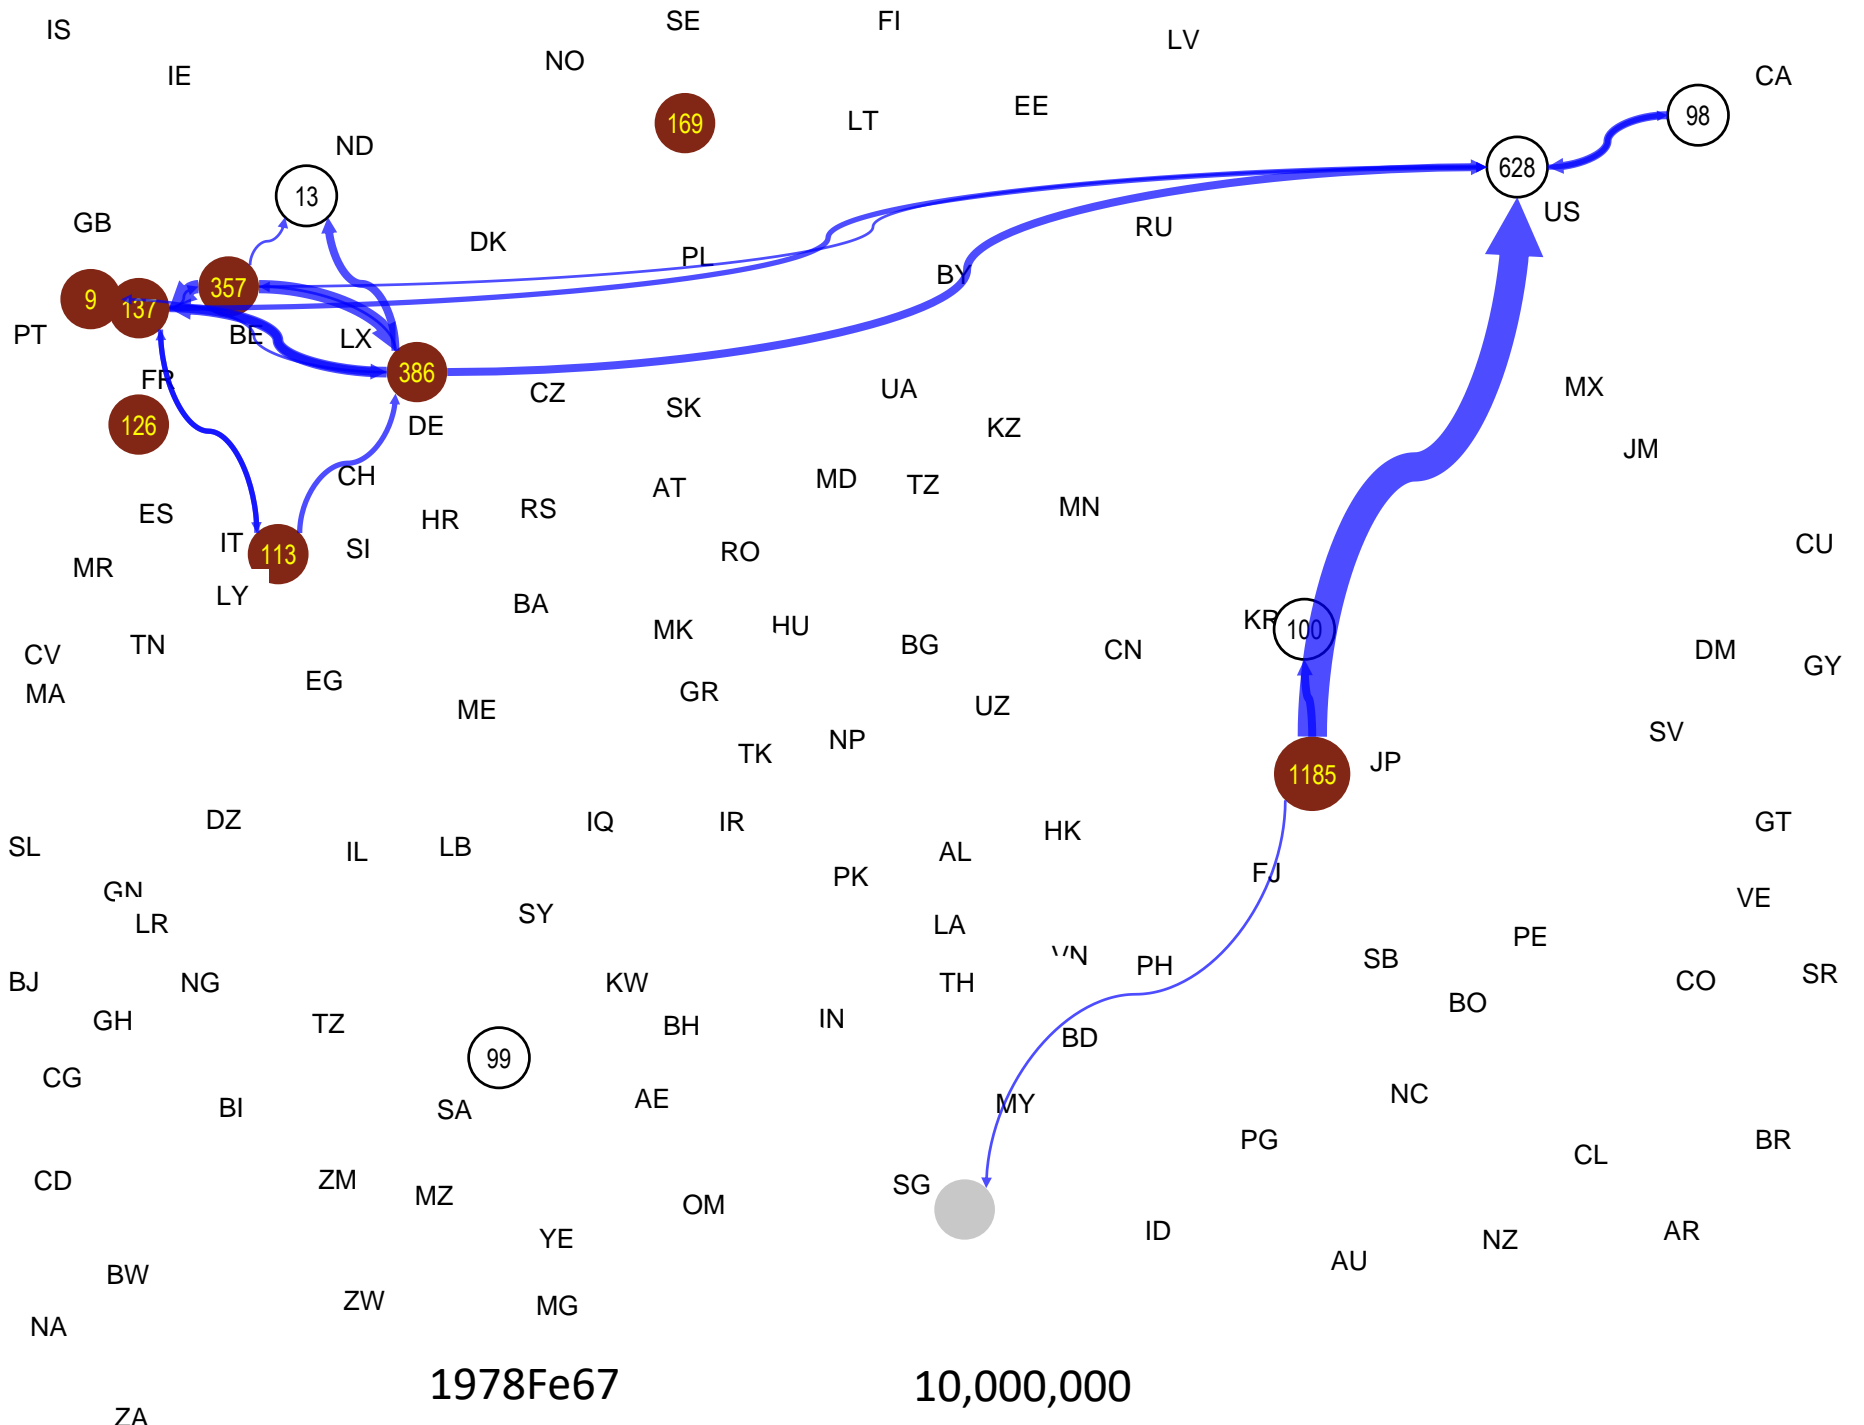 IS
SE
FI
LV
IE
NO
CA
169
LT
EE
98
ND
13
628
US
GB
DK
PL
RU
BY
9
137
357
PT
BE
LX
386
FR
126
DE
CZ
SK
UA
KZ
MX
JM
CH
AT
MD
TZ
MN
ES
HR
RS
IT
113
SI
RO
CU
MR
LY
BA
MK
HU
BG
CN
KR
100
DM
GY
CV
TN
MA
EG
ME
GR
UZ
SV
TK
NP
1185
JP
DZ
IQ
IR
HK
GT
SL
IL
LB
PK
AL
FJ
VE
GN
LR
SY
LA
VN
PH
PE
SB
BJ
NG
KW
TH
CO
SR
BO
GH
TZ
BH
IN
BD
99
CG
BI
SA
AE
MY
NC
PG
CL
BR
CD
ZM
MZ
OM
SG
ID
AU
NZ
AR
YE
BW
ZW
MG
NA
1978Fe67
10,000,000
ZA